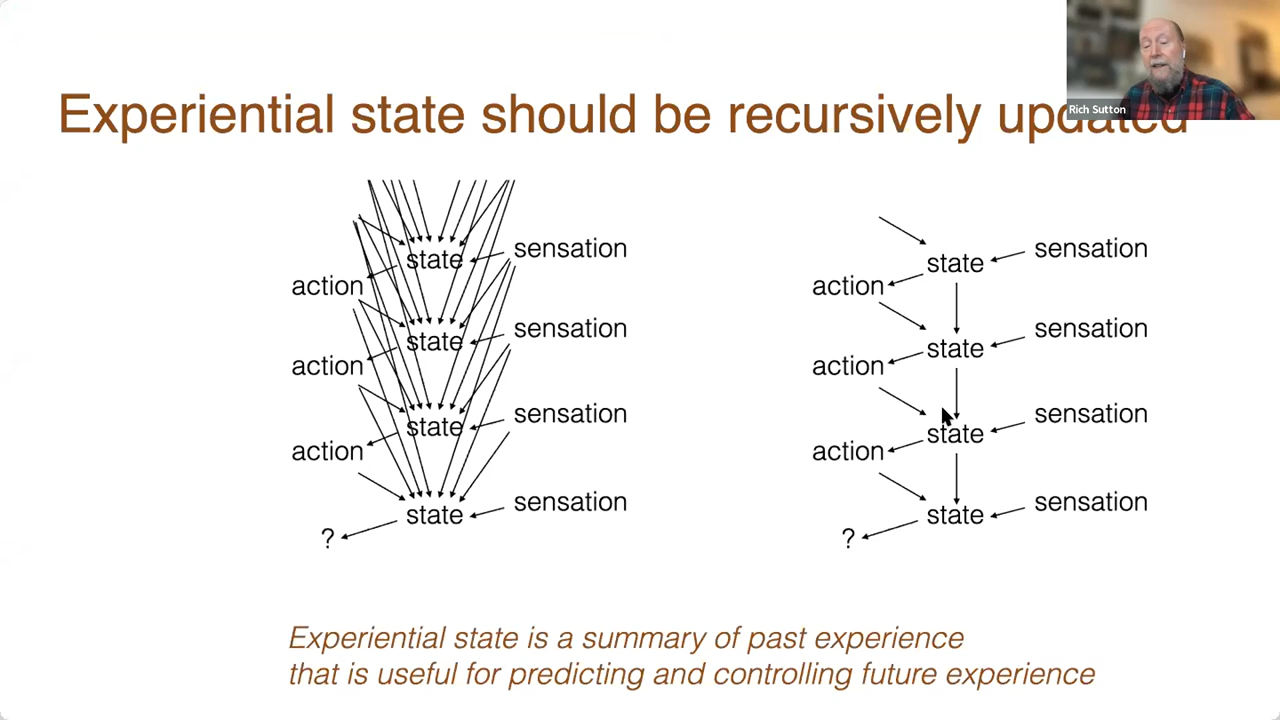 Experiential state should be recursively updated
Rich Sutton
state sensation
action
state sensation
action
state sensation
action
state sensation
?
state sensation
action
state sensation
action
state sensation
action
state sensation
?
Experiential state is a summary of past experience
that is useful for predicting and controlling future experience